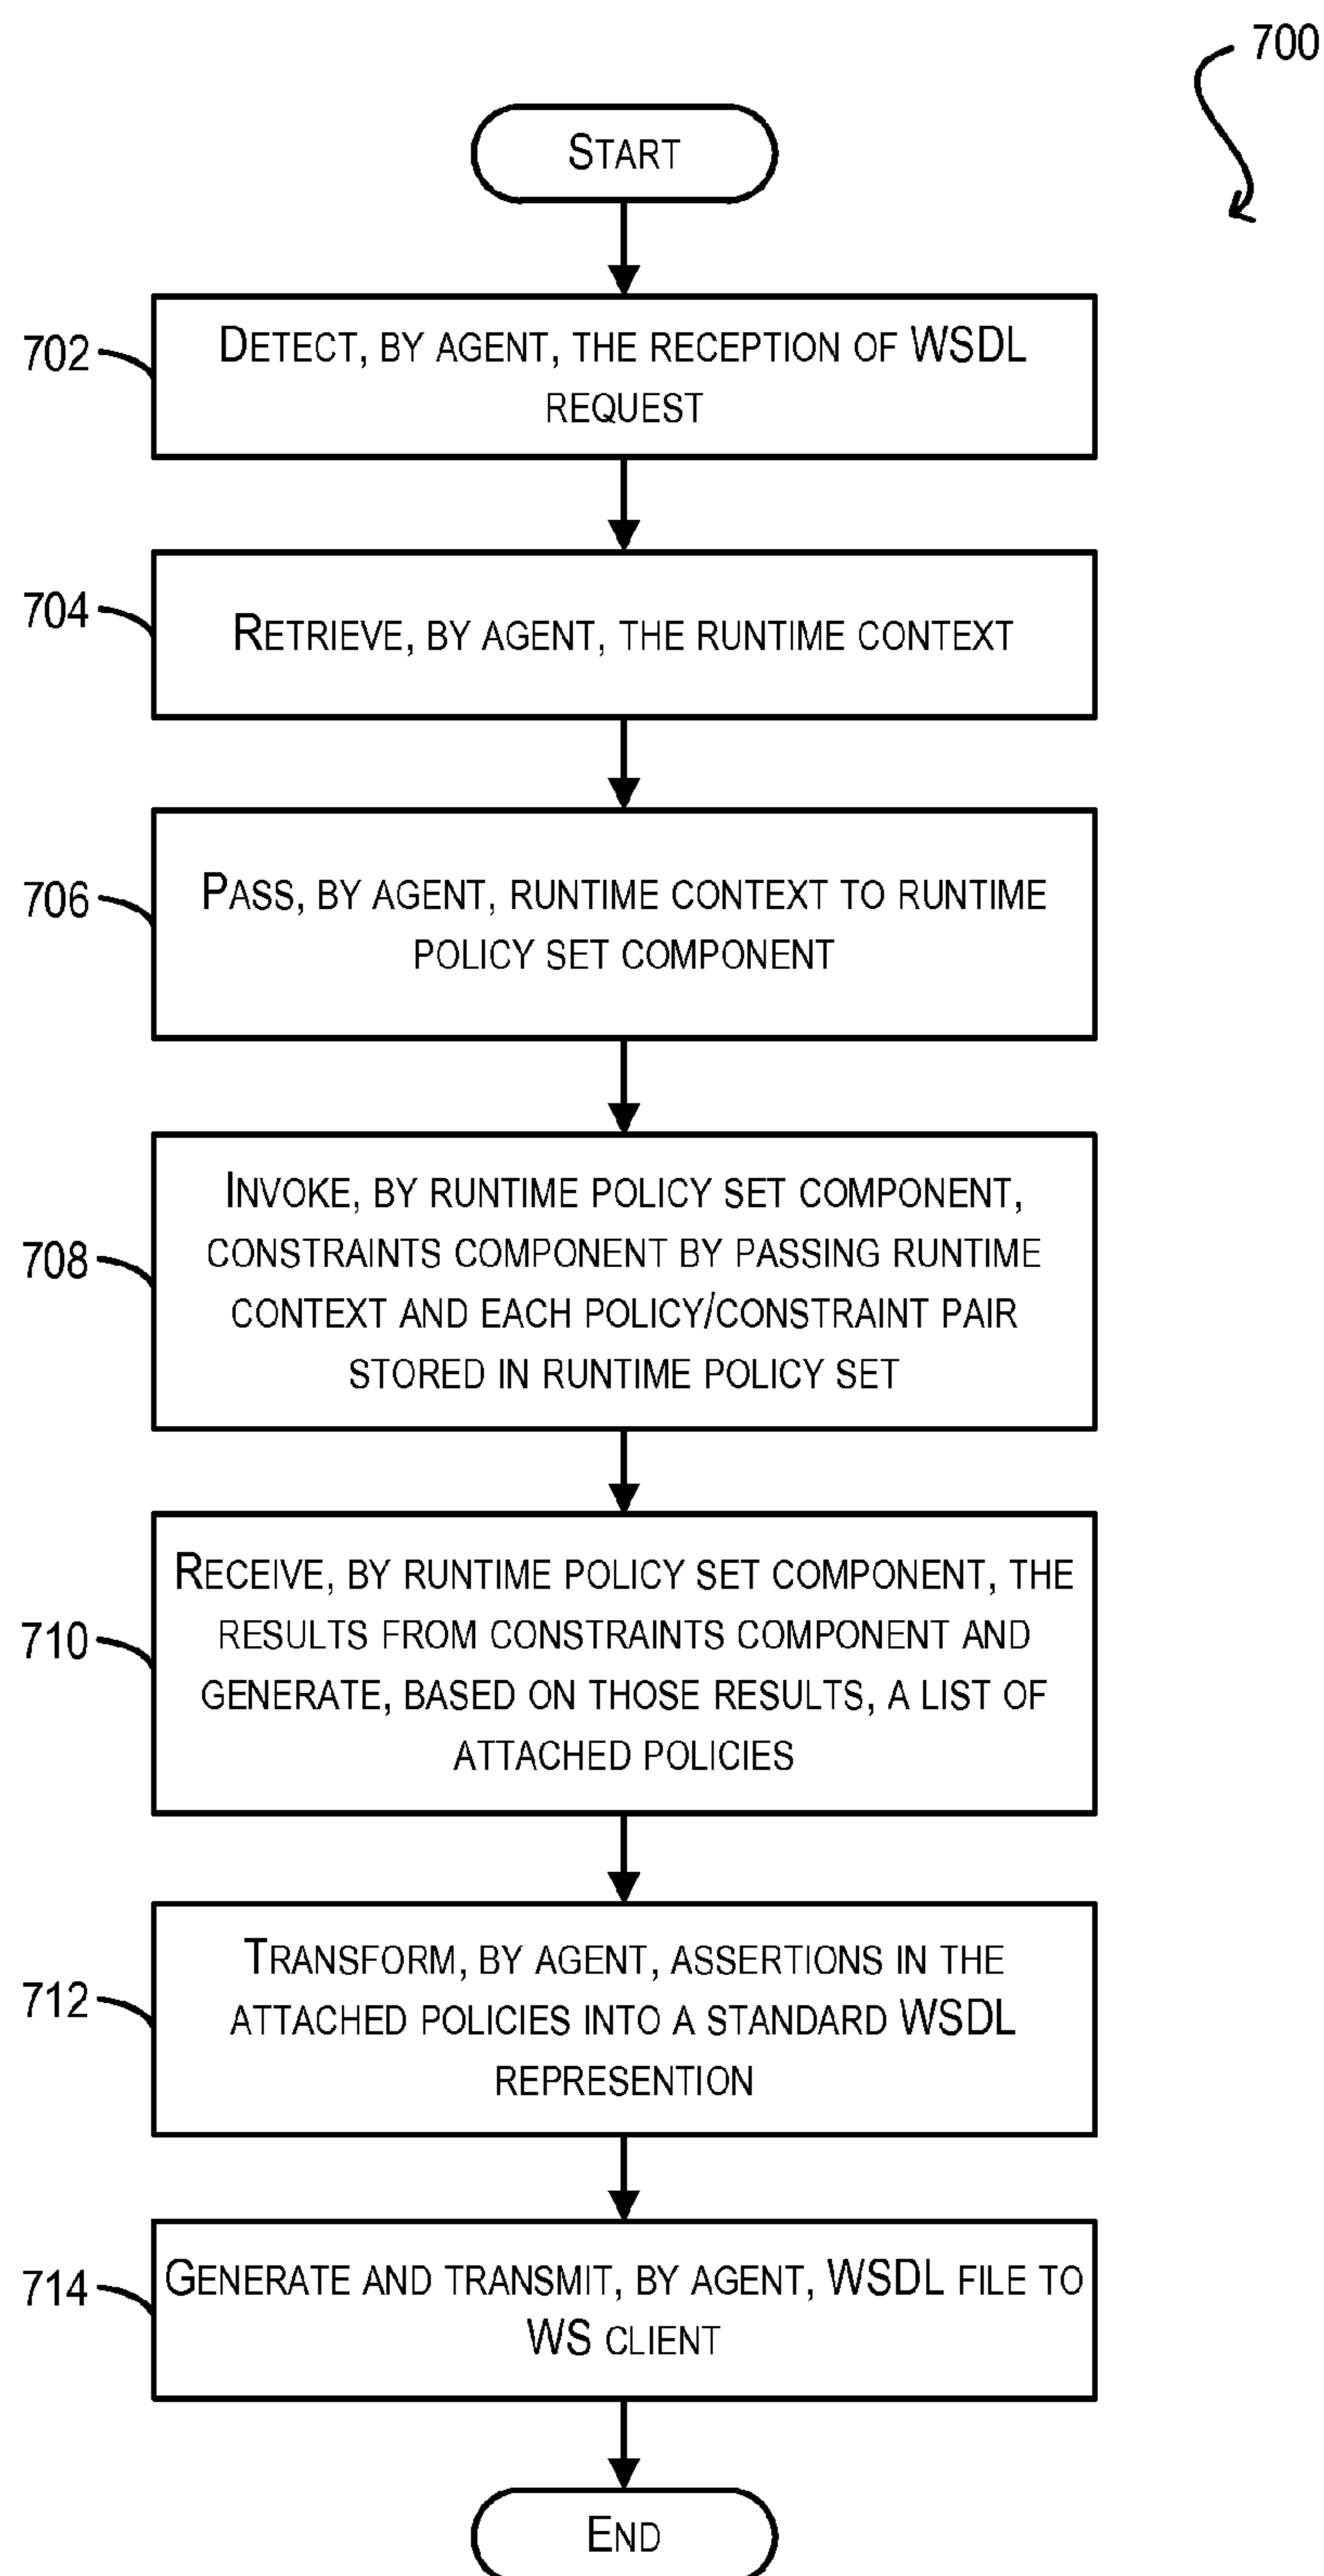 700
START
702
DETECT, BY AGENT, THE RECEPTION OF WSDL
REQUEST
704
RETRIEVE, BY AGENT, THE RUNTIME CONTEXT
706
PASS, BY AGENT, RUNTIME CONTEXT TO RUNTIME
POLICY SET COMPONENT
708
INVOKE, BY RUNTIME POLICY SET COMPONENT,
CONSTRAINTS COMPONENT BY PASSING RUNTIME
CONTEXT AND EACH POLICY/CONSTRAINT PAIR
STORED IN RUNTIME POLICY SET
710
RECEIVE, BY RUNTIME POLICY SET COMPONENT, THE
RESULTS FROM CONSTRAINTS COMPONENT AND
GENERATE, BASED ON THOSE RESULTS, A LIST OF
ATTACHED POLICIES
712
TRANSFORM, BY AGENT, ASSERTIONS IN THE
ATTACHED POLICIES INTO A STANDARD WSDL
REPRESENTION
714
GENERATE AND TRANSMIT, BY AGENT, WSDL FILE TO
WS CLIENT
END